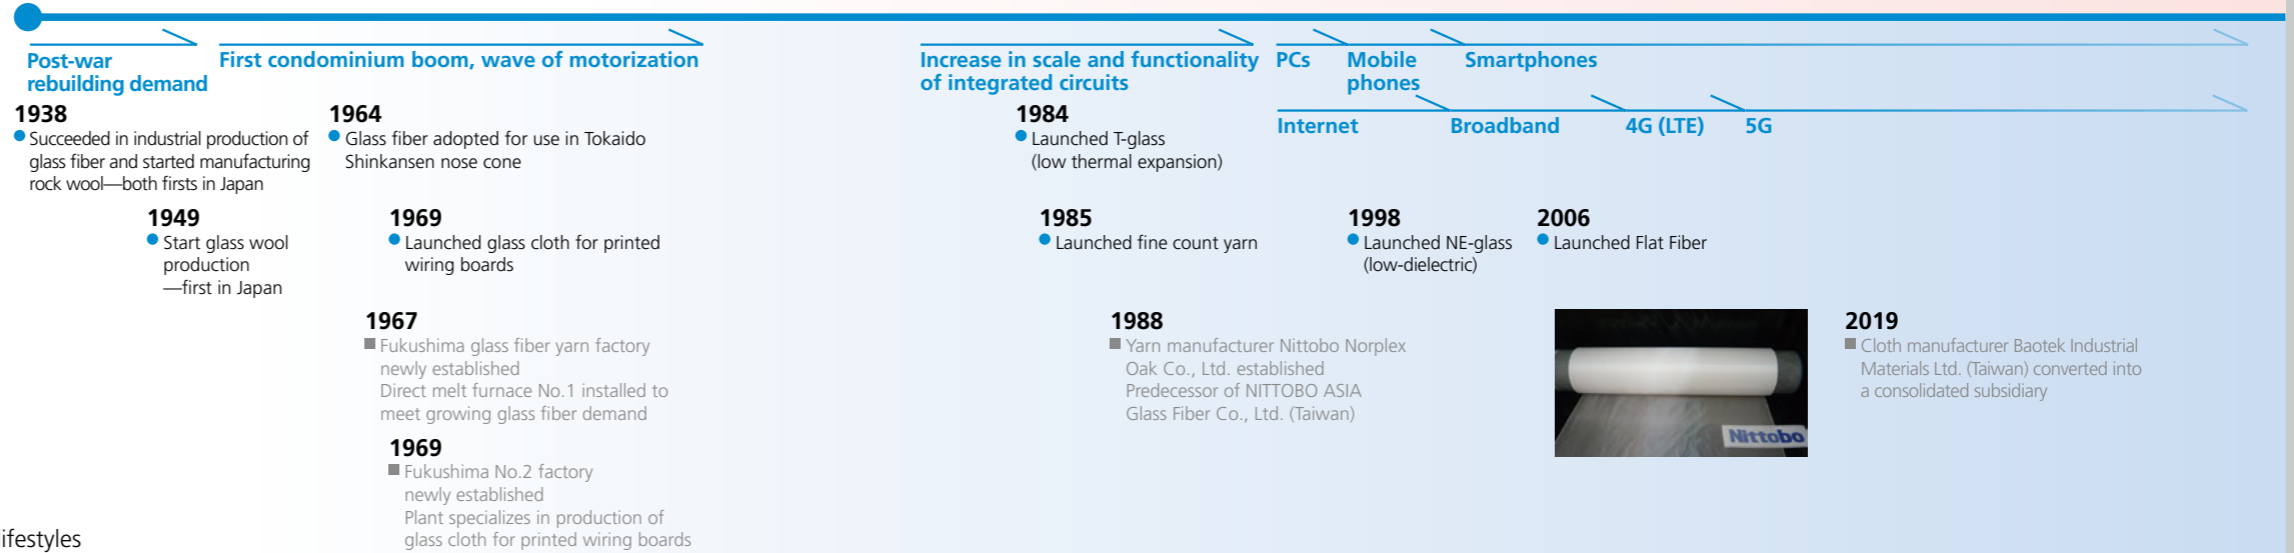 Post-war
rebuilding demand
First condominium boom, wave of motorization
Increase in scale and functionality
of integrated circuits
PCs
Mobile
phones
Smartphones
Internet
Broadband
4G (LTE)
5G
1938
Succeeded in industrial production of
glass fiber and started manufacturing
rock wool—both firsts in Japan
1964
Glass fiber adopted for use in Tokaido
Shinkansen nose cone
1984
Launched T-glass
(low thermal expansion)
1949
Start glass wool
production
—first in Japan
1969
Launched glass cloth for printed
wiring boards
1985
Launched fine count yarn
1998
Launched NE-glass
(low-dielectric)
2006
Launched Flat Fiber
1967
Fukushima glass fiber yarn factory
newly established
Direct melt furnace No.1 installed to
meet growing glass fiber demand
1988
Yarn manufacturer Nittobo Norplex
Oak Co., Ltd. established
Predecessor of NITTOBO ASIA
Glass Fiber Co., Ltd. (Taiwan)
Nittobo
2019
Cloth manufacturer Baotek Industrial
Materials Ltd. (Taiwan) converted into
a consolidated subsidiary
1969
Fukushima No.2 factory
newly established
Plant specializes in production of
glass cloth for printed wiring boards
ifestyles